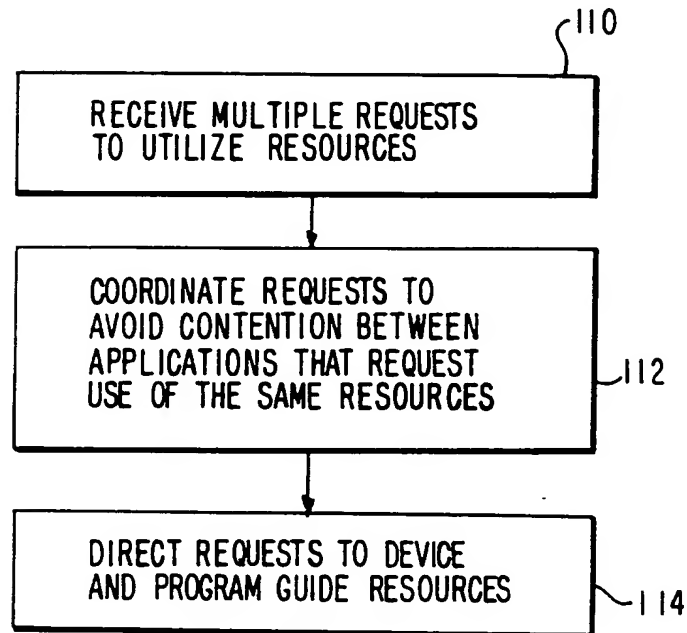 110
RECEIVE MULTIPLE REQUESTS
TO UTILIZE RESOURCES
COORDINATE REQUESTS TO
AVOID CONTENTION BETWEEN
APPLICATIONS THAT REQUEST
USE OF THE SAME RESOURCES
112
DIRECT REQUESTS TO DEVICE
AND PROGRAM GUIDE RESOURCES
114